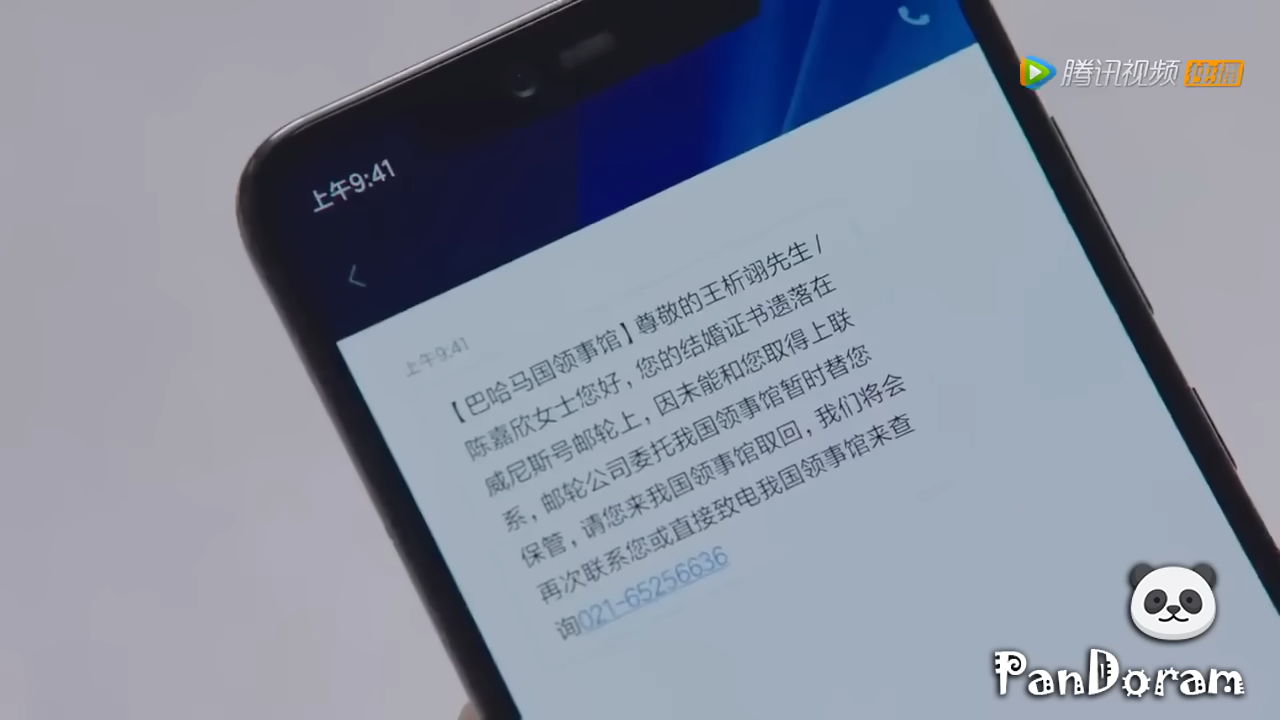 腾讯视频 独播
上午9:41
上午9:41
【巴哈马国领事馆】尊敬的王析翊先生/
陈嘉欣女士您好，您的结婚证书遗落在
威尼斯号邮轮上，因未能和您取得上联
系，邮轮公司委托我国领事馆暂时替您
保管，请您来我国领事馆取回，我们将会
再次联系您或直接致电我国领事馆来查
询021-65256636
PanDoram